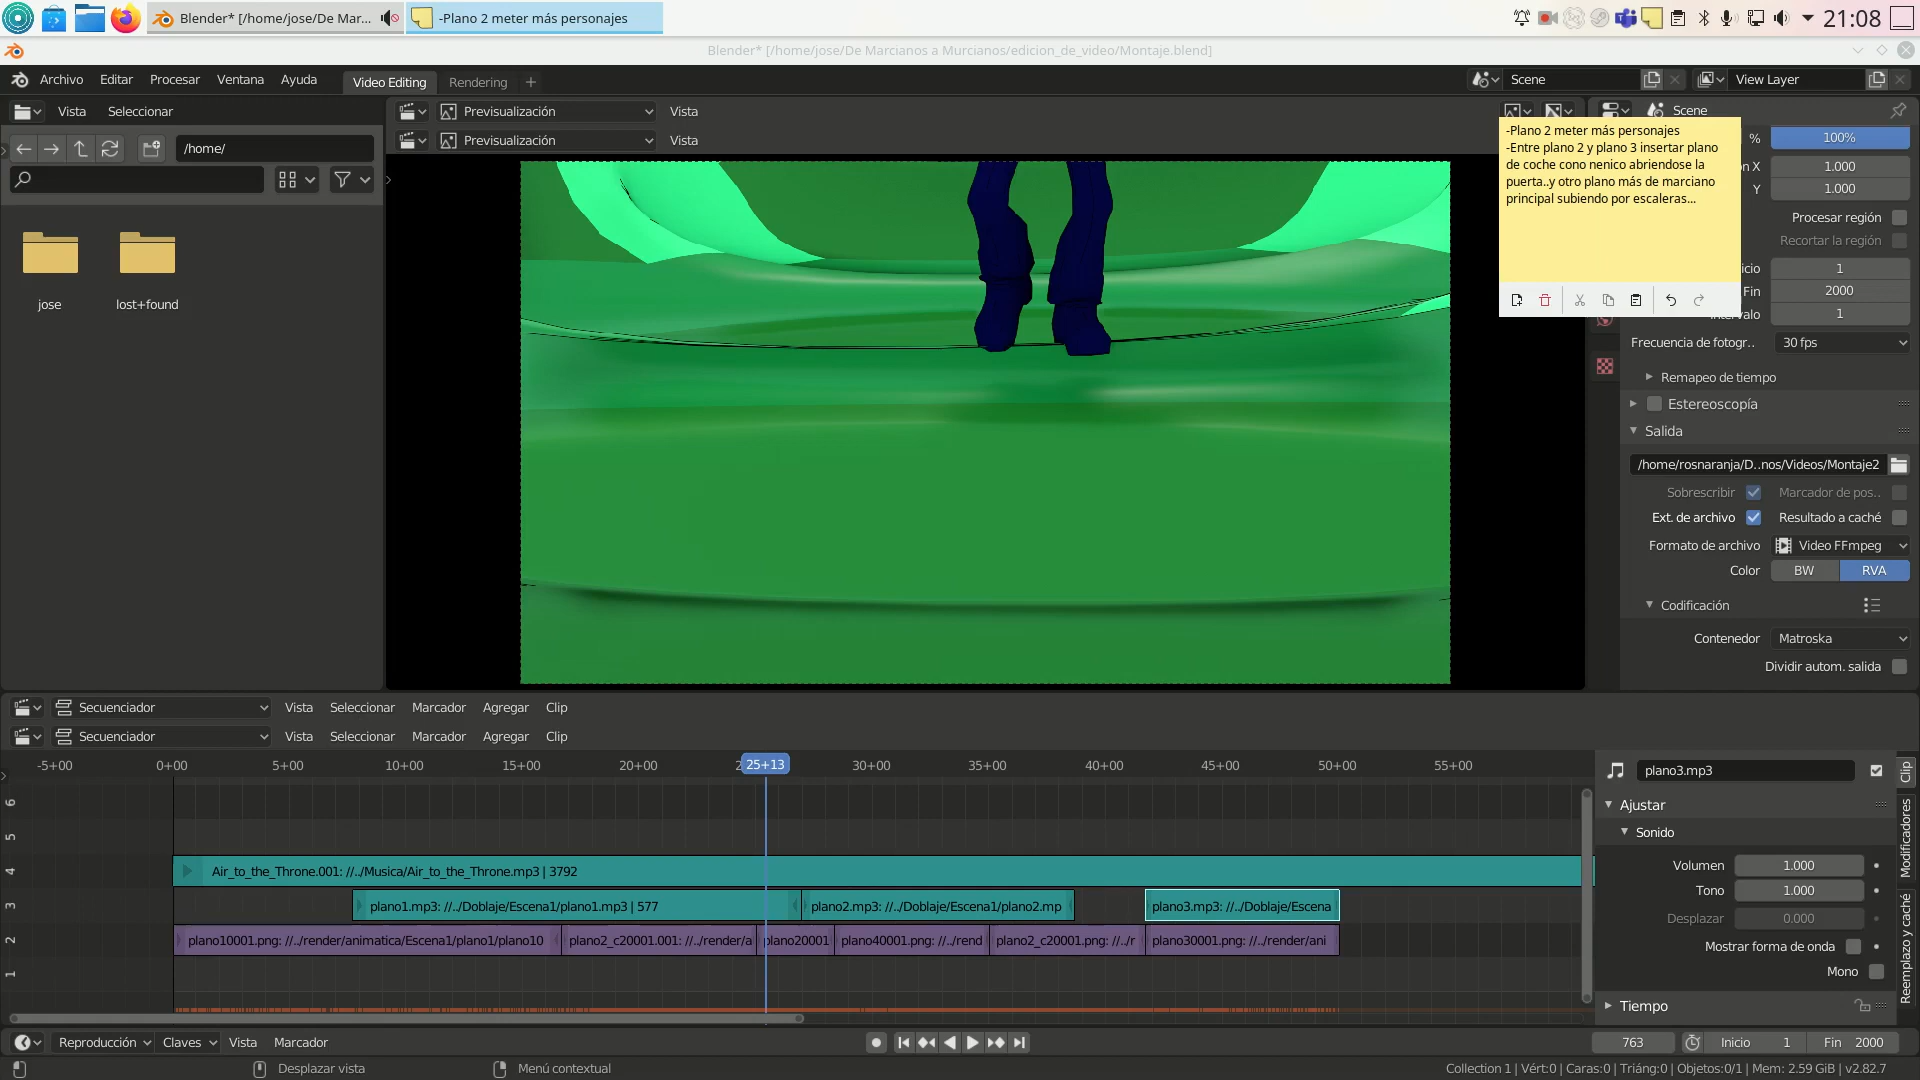 Blender* [/home/jose/De Mar...
-Plano 2 meter más personajes
21:08
Blender* [/home/jose/De Marcianos a Murcianos/edicion_de_video/Montaje.blend]
Archivo Editar Procesar Ventana Ayuda Video Editing Rendering + Scene View Layer
Vista Seleccionar Previsualización Vista Scene
/home/ Previsualización Vista
jose lost+found
-Plano 2 meter más personajes
-Entre plano 2 y plano 3 insertar plano
de coche cono nenico abriendose la
puerta..y otro plano más de marciano
principal subiendo por escaleras...
% 100%
X 1.000
Y 1.000
Procesar región
Recortar la región
icio 1
Fin 2000
Intervalo 1
Frecuencia de fotogr.. 30 fps
Remapeo de tiempo
Estereoscopía
Salida
/home/rosnaranja/D..nos/Videos/Montaje2
Sobrescribir Marcador de pos..
Ext. de archivo Resultado a caché
Formato de archivo Video FFmpeg
Color BW RVA
Codificación
Contenedor Matroska
Dividir autom. salida
Secuenciador Vista Seleccionar Marcador Agregar Clip
Secuenciador Vista Seleccionar Marcador Agregar Clip
-5+00 0+00 5+00 10+00 15+00 20+00 25+13 30+00 35+00 40+00 45+00 50+00 55+00
6
5
4 Air_to_the_Throne.001: //../Musica/Air_to_the_Throne.mp3 | 3792
3 plano1.mp3: //../Doblaje/Escena1/plano1.mp3 | 577 plano2.mp3: //../Doblaje/Escena1/plano2.mp plano3.mp3: //../Doblaje/Escena
2 plano10001.png: //../render/animatica/Escena1/plano1/plano10 plano2_c20001.001: //../render/a plano20001 plano40001.png: //../rend plano2_c20001.png: //../r plano30001.png: //../render/ani
1
plano3.mp3
Ajustar
Sonido
Volumen 1.000
Tono 1.000
Desplazar 0.000
Mostrar forma de onda
Mono
Tiempo
Clip
Modificadores
Reemplazo y caché
Reproducción Claves Vista Marcador 763 Inicio 1 Fin 2000
Desplazar vista Menú contextual Collection 1 | Vért:0 | Caras:0 | Triáng:0 | Objetos:0/1 | Mem: 2.59 GiB | v2.82.7